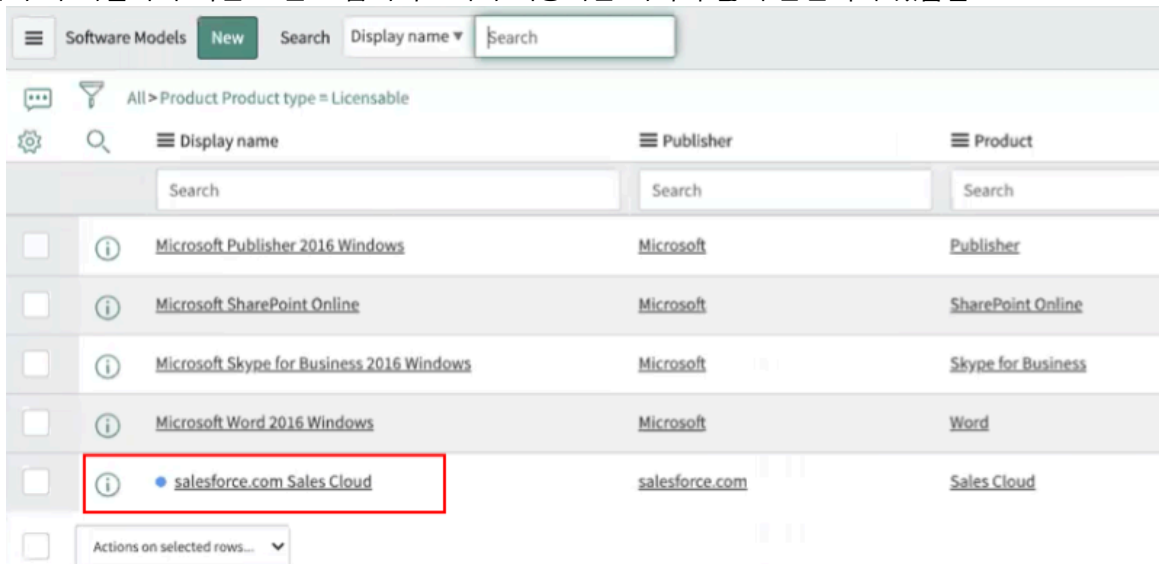 Software Models New Search Display name ▼ Search
All > Product Product type = Licensable
Display name Publisher Product
Search Search Search
Microsoft Publisher 2016 Windows Microsoft Publisher
Microsoft SharePoint Online Microsoft SharePoint Online
Microsoft Skype for Business 2016 Windows Microsoft Skype for Business
Microsoft Word 2016 Windows Microsoft Word
salesforce.com Sales Cloud salesforce.com Sales Cloud
Actions on selected rows...